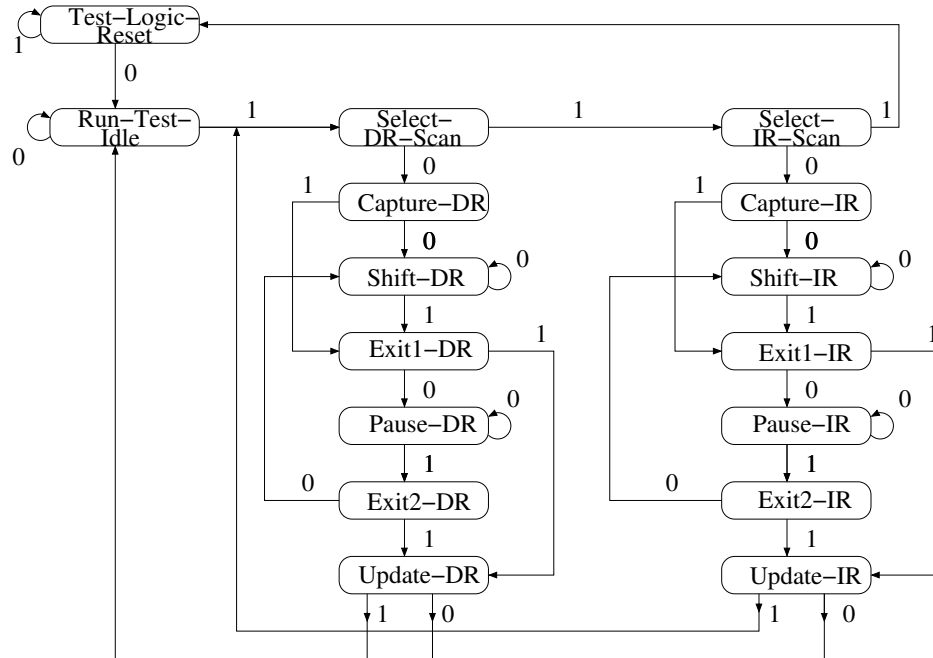 Test–Logic–
Reset
1
0
Run–Test–
Idle
0
1
Select–
DR–Scan
1
Select–
IR–Scan
1
0
0
1
Capture–DR
1
Capture–IR
0
0
Shift–DR
0
Shift–IR
0
1
1
Exit1–DR
1
Exit1–IR
1
0
0
Pause–DR
0
Pause–IR
0
1
1
0
Exit2–DR
0
Exit2–IR
1
1
Update–DR
Update–IR
1
0
1
0